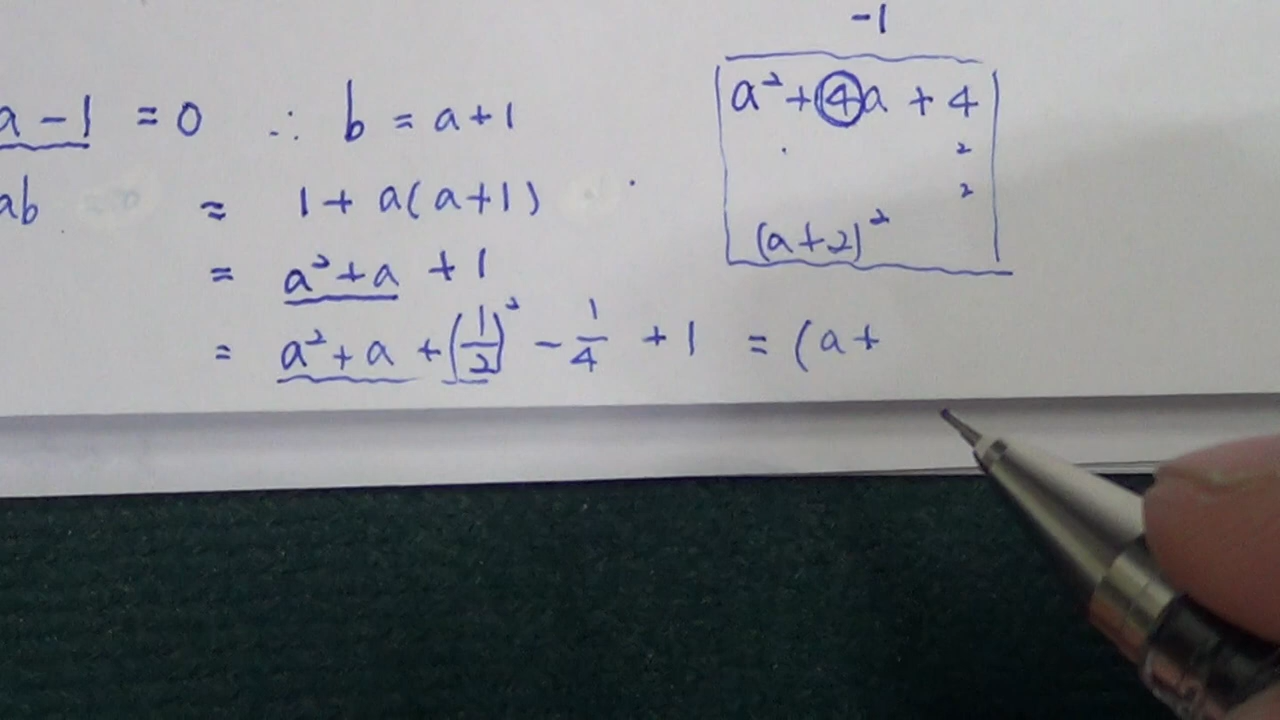 a - 1 = 0 ∴ b = a + 1
ab = 1 + a(a+1)
= a² + a + 1
= a² + a + (1/2)² - 1/4 + 1 = (a +
-1
a² + 4a + 4
2
2
(a+2)²